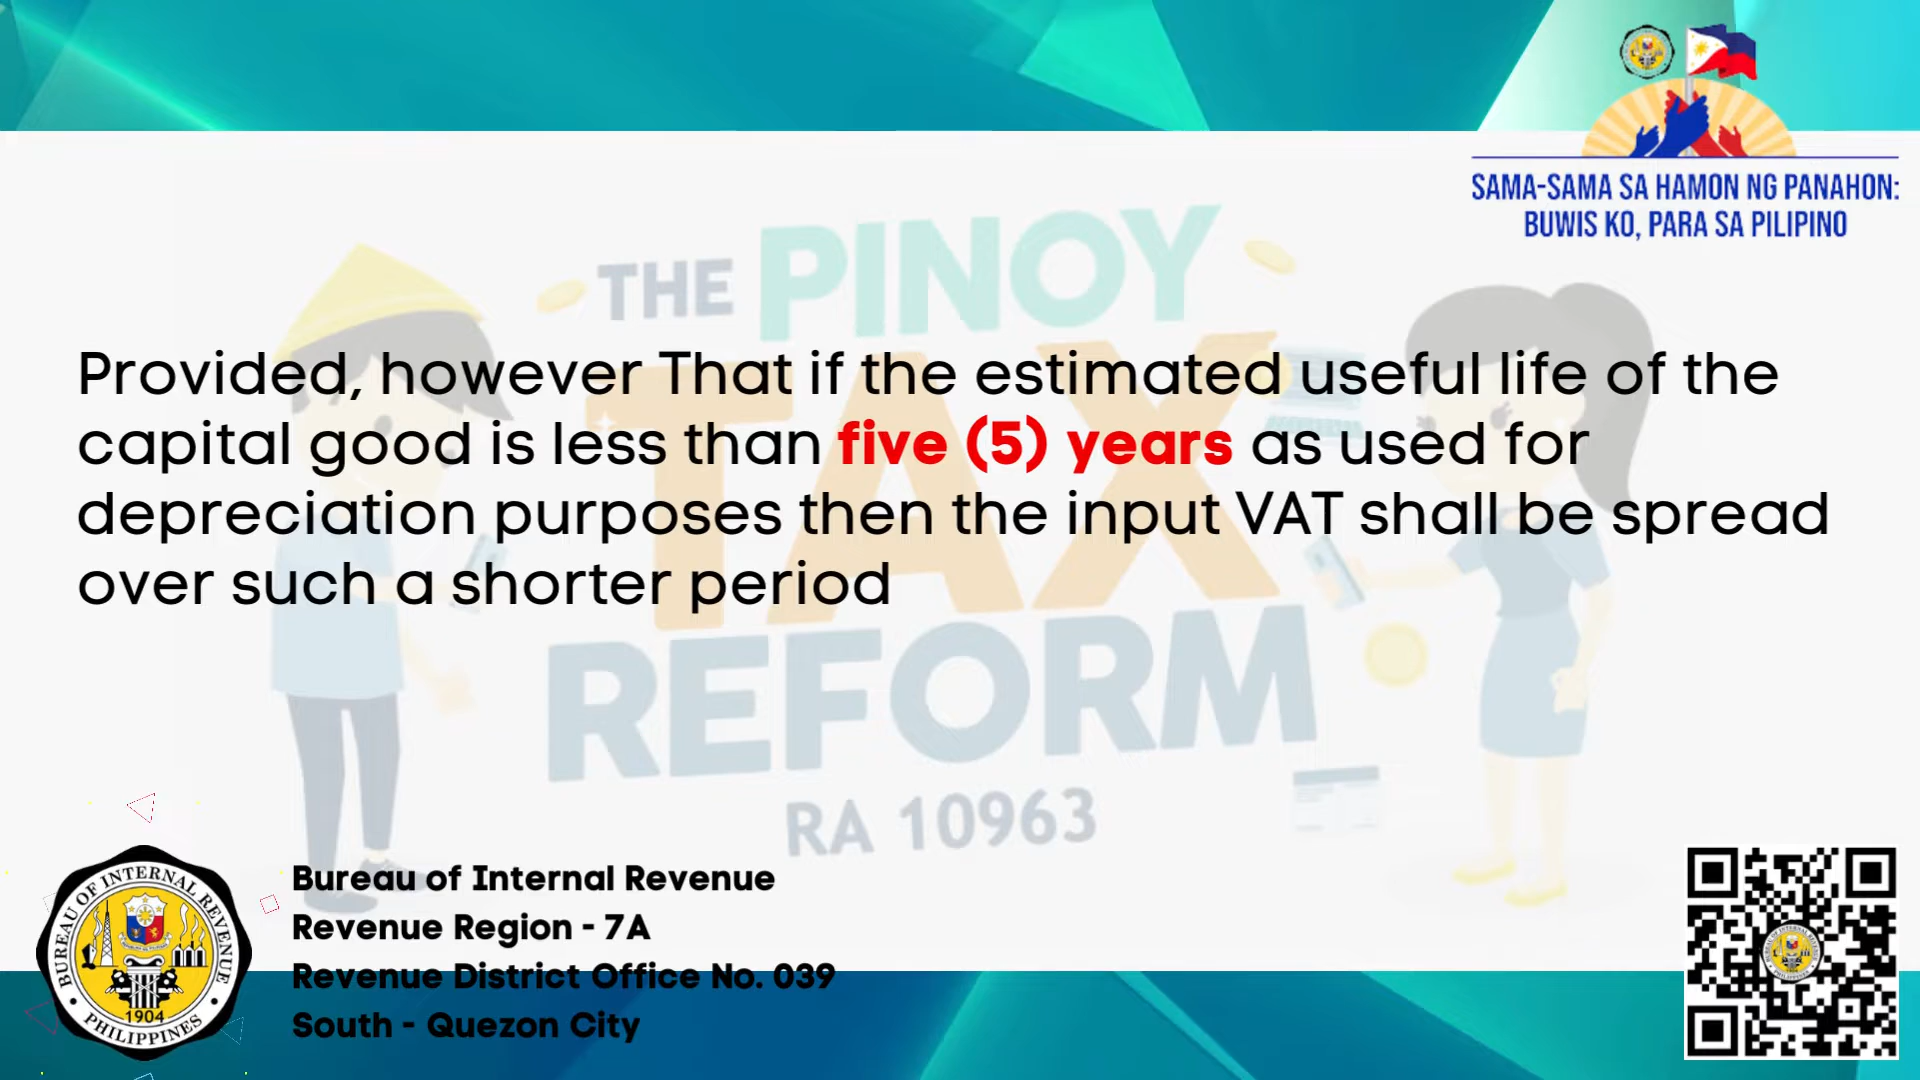 SAMA-SAMA SA HAMON NG PANAHON:
BUWIS KO, PARA SA PILIPINO
THE PINOY
TAX
REFORM
RA 10963
Provided, however That if the estimated useful life of the
capital good is less than five (5) years as used for
depreciation purposes then the input VAT shall be spread
over such a shorter period
BUREAU OF INTERNAL REVENUE
1904
PHILIPPINES
Bureau of Internal Revenue
Revenue Region - 7A
Revenue District Office No. 039
South - Quezon City